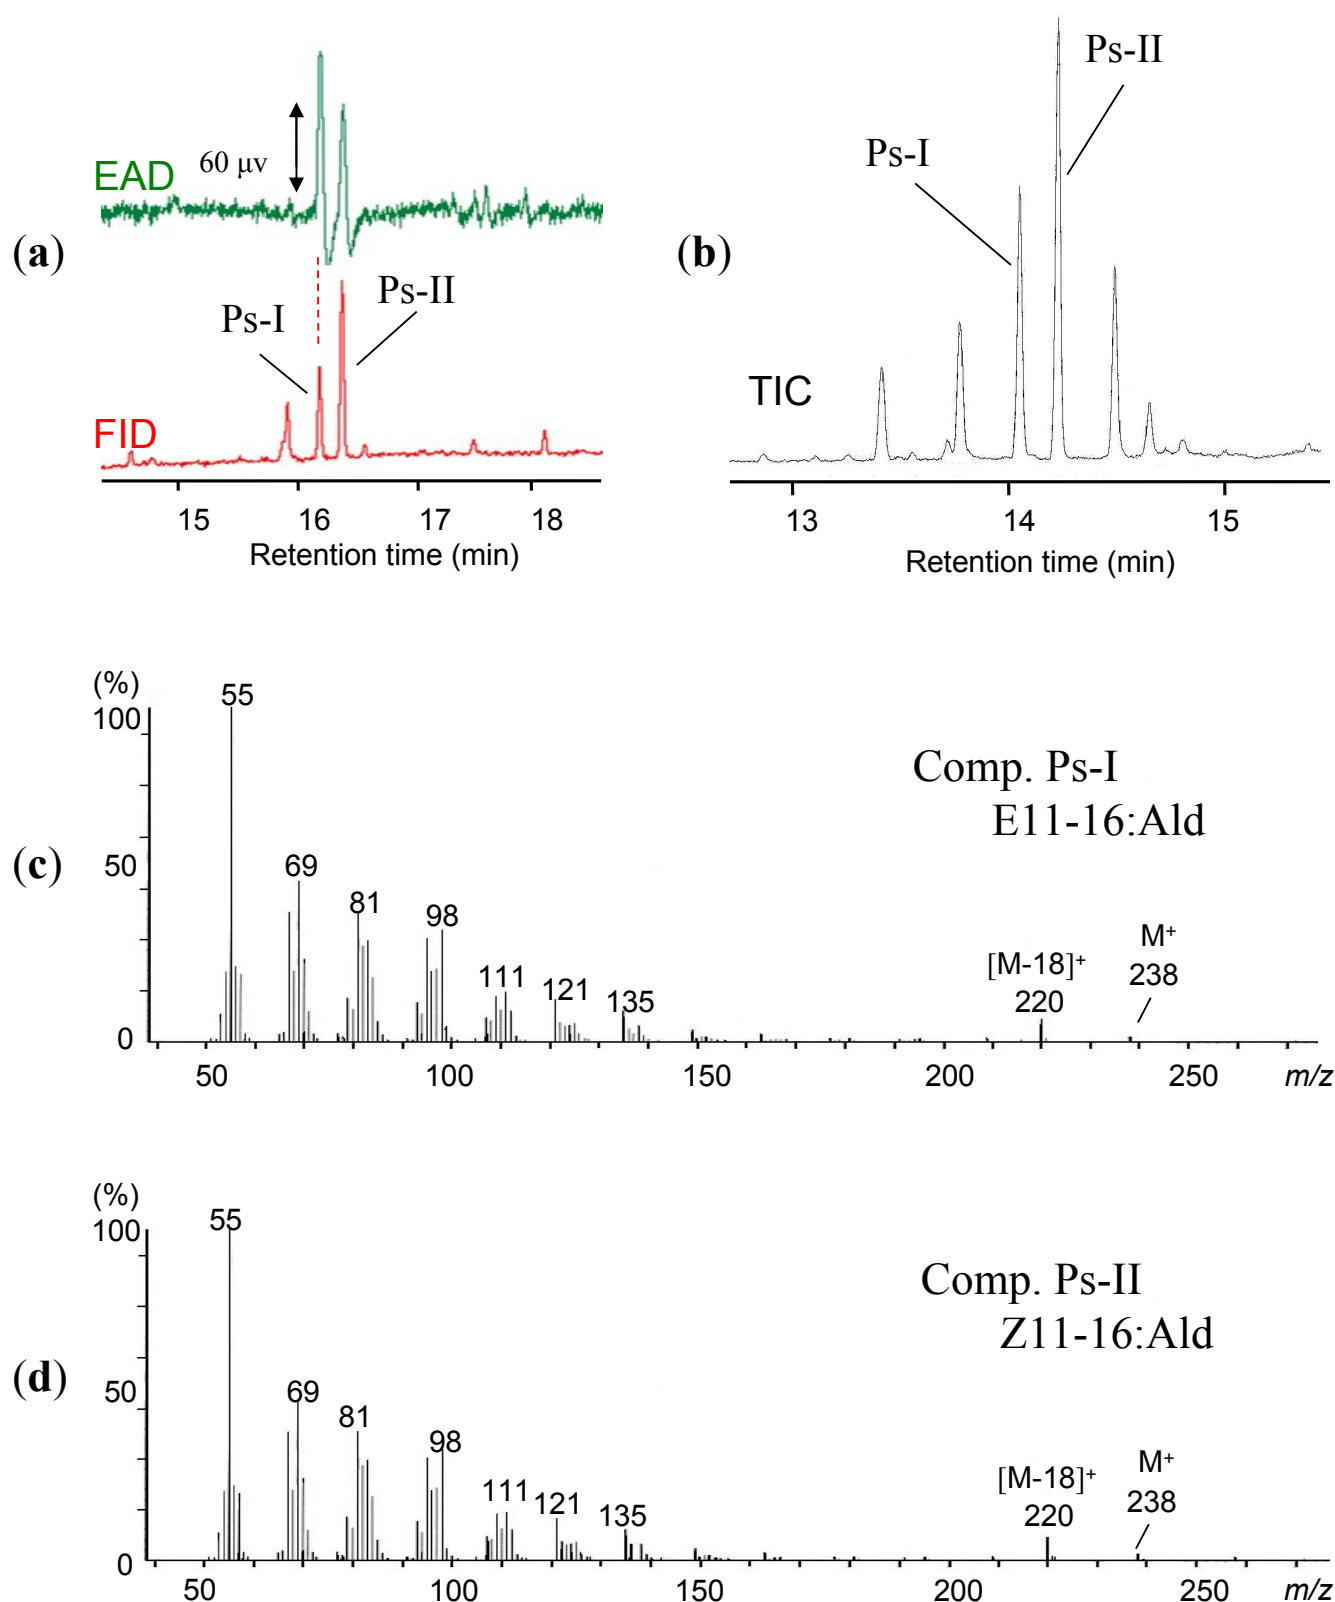 (a)
EAD
60 μv
Ps-I
Ps-II
FID
15 16 17 18
Retention time (min)
(b)
Ps-I
Ps-II
TIC
13 14 15
Retention time (min)
(c)
(%)
100
50
0
55
69
81
98
111
121
135
[M-18]+
220
M+
238
Comp. Ps-I
E11-16:Ald
50 100 150 200 250 m/z
(d)
(%)
100
50
0
55
69
81
98
111
121
135
[M-18]+
220
M+
238
Comp. Ps-II
Z11-16:Ald
50 100 150 200 250 m/z